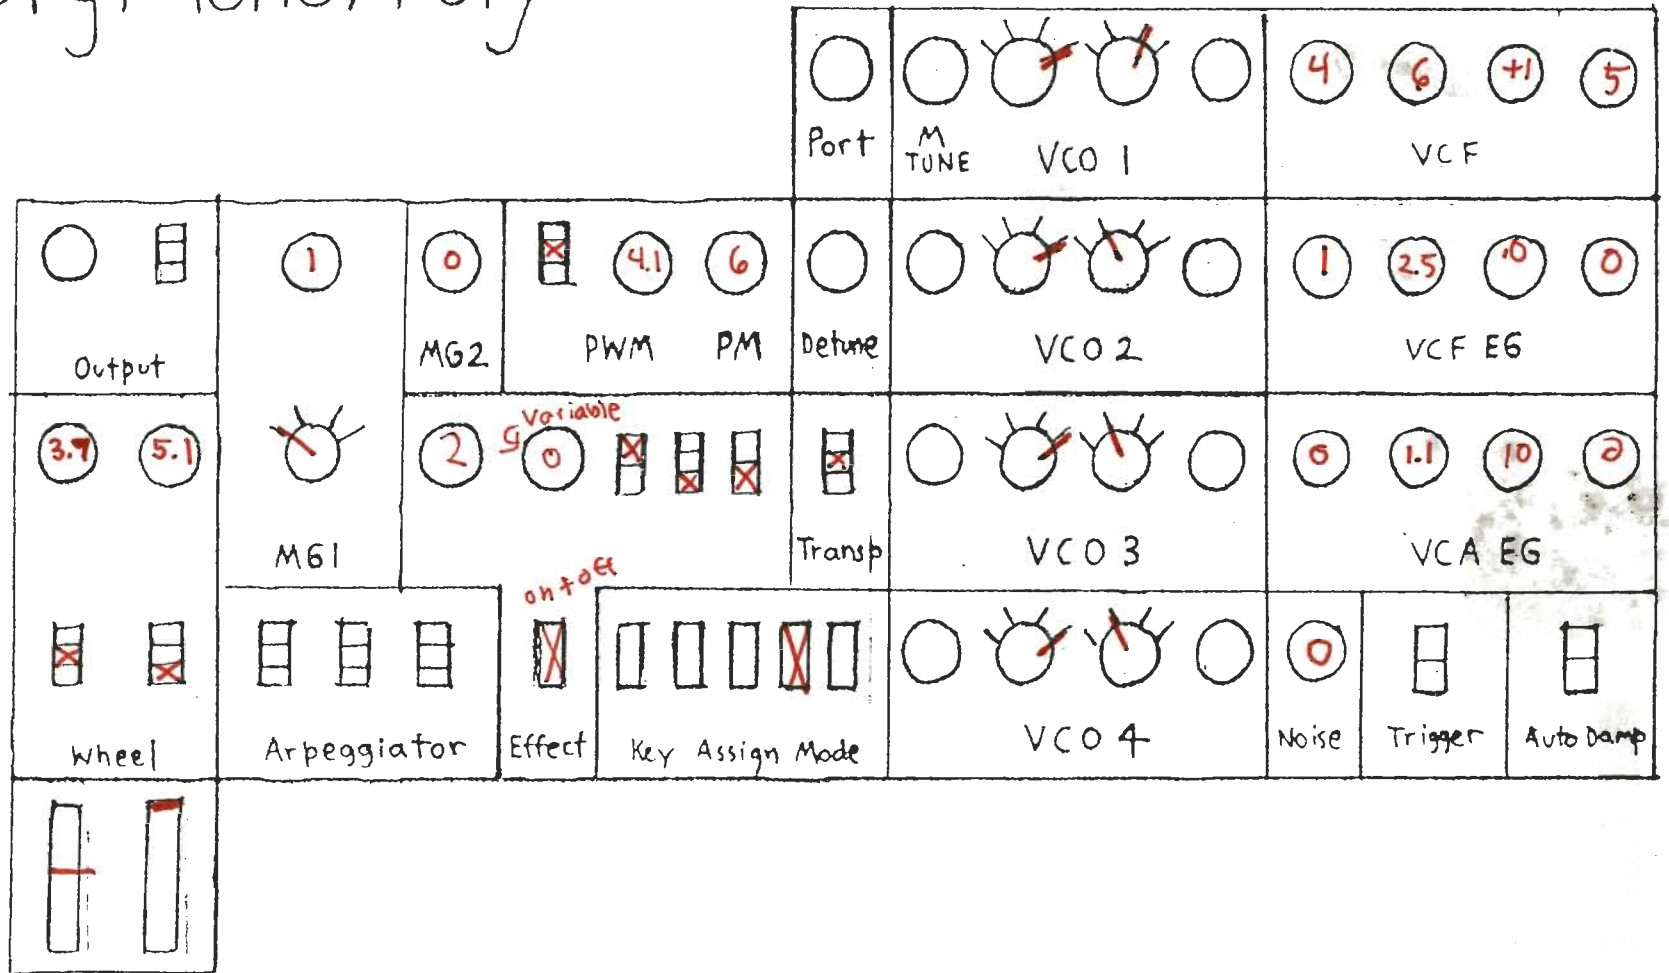 4 6 +1 5
Port M TUNE VCO 1 VCF
1 0 4.1 6 1 2.5 .0 0
Output MG2 PWM PM Detune VCO 2 VCF EG
Variable
5.1 2 0 0 1.1 10
MG1 Transp VCO 3 VCA EG
on + off
0
Wheel Arpeggiator Effect Key Assign Mode VCO 4 Noise Trigger Auto Damp